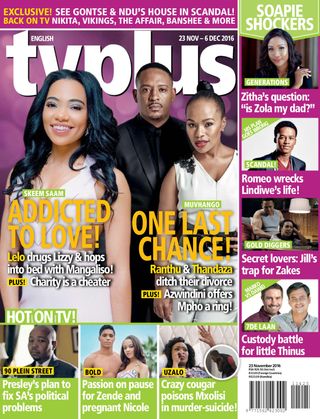 EXCLUSIVE! SEE GONTSE & NDU'S HOUSE IN SCANDAL!
BACK ON TV NIKITA, VIKINGS, THE AFFAIR, BANSHEE & MORE
ENGLISH
23 NOV – 6 DEC 2016
tvplus
SOAPIE
SHOCKERS
GENERATIONS
Zitha's question:
"is Zola my dad?"
HIS PLAN
GOES WRONG
SCANDAL!
Romeo wrecks
Lindiwe's life!
GOLD DIGGERS
Secret lovers: Jill's
trap for Zakes
7DE LAAN
Custody battle
for little Thinus
SKEEM SAAM
ADDICTED
TO LOVE!
Lelo drugs Lizzy & hops
into bed with Mangaliso!
PLUS! Charity is a cheater
MUVHANGO
ONE LAST
CHANCE!
Ranthu & Thandaza
ditch their divorce
PLUS! Azwindini offers
Mpho a ring!
HOT ON TV!
90 PLEIN STREET
Presley's plan to
fix SA's political
problems
BOLD
Passion on pause
for Zende and
pregnant Nicole
UZALO
Crazy cougar
poisons Mxolisi
in murder-suicide!
23 November 2016